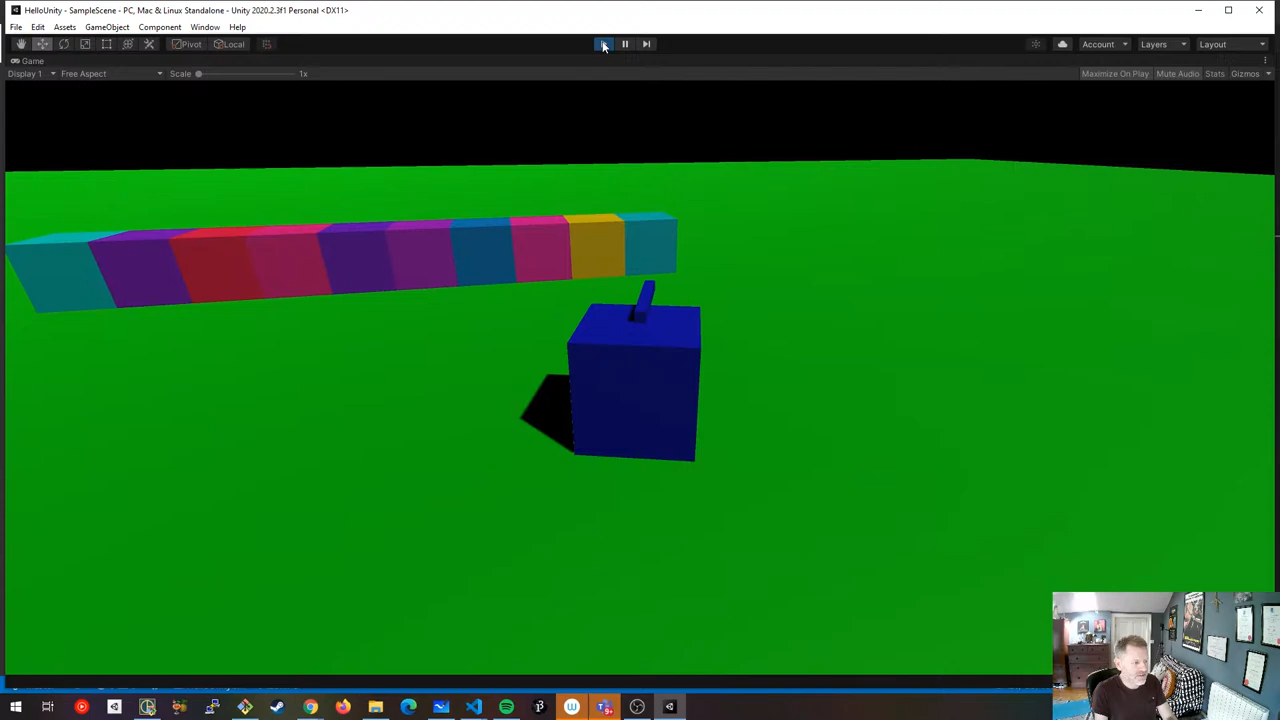 HelloUnity - SampleScene - PC, Mac & Linux Standalone - Unity 2020.2.3f1 Personal <DX11>
File Edit Assets GameObject Component Window Help
Pivot Local Account Layers Layout
Game
Display 1 Free Aspect Scale 1x Maximize On Play Mute Audio Stats Gizmos
9+